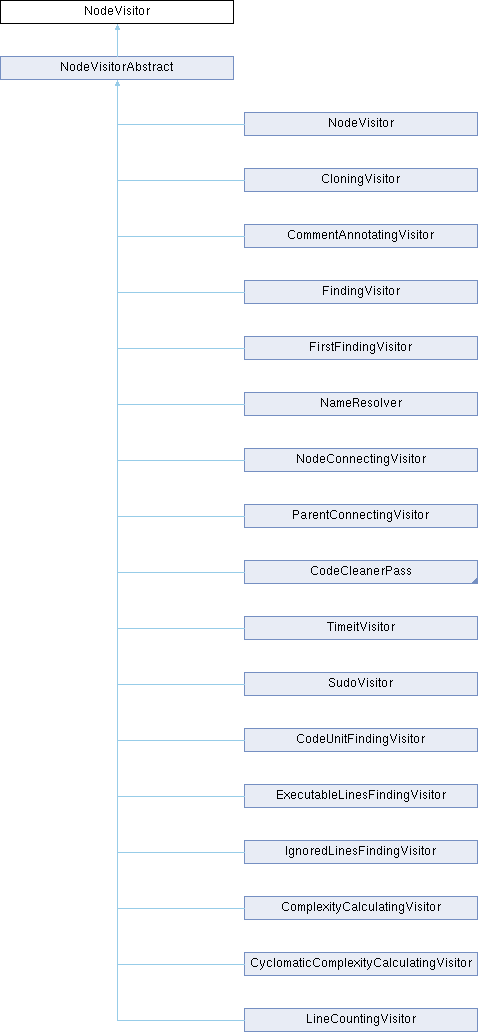 NodeVisitor
NodeVisitorAbstract
NodeVisitor
CloningVisitor
CommentAnnotatingVisitor
FindingVisitor
FirstFindingVisitor
NameResolver
NodeConnectingVisitor
ParentConnectingVisitor
CodeCleanerPass
TimeitVisitor
SudoVisitor
CodeUnitFindingVisitor
ExecutableLinesFindingVisitor
IgnoredLinesFindingVisitor
ComplexityCalculatingVisitor
CyclomaticComplexityCalculatingVisitor
LineCountingVisitor